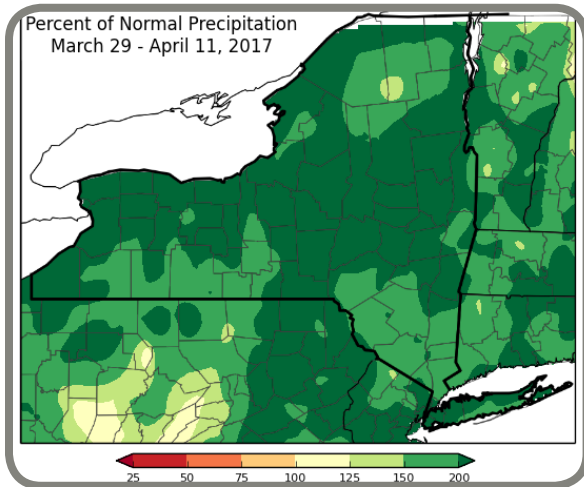 Percent of Normal Precipitation
March 29 - April 11, 2017
25 50 75 100 125 150 200